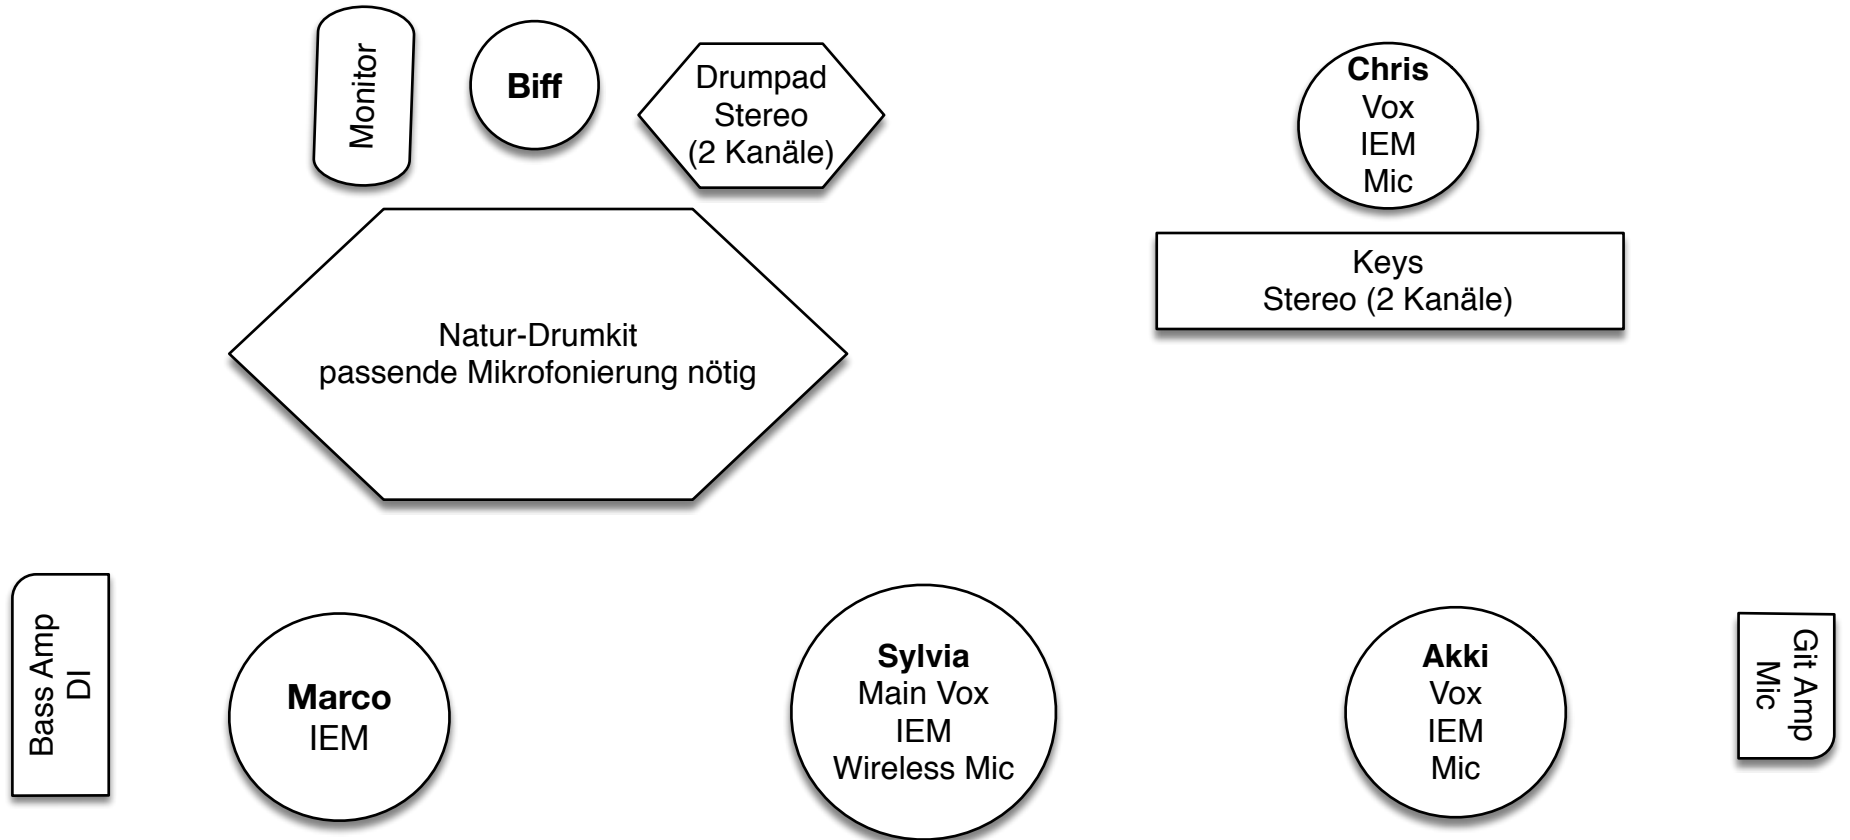 Monitor
Biff
Drumpad
Stereo
(2 Kanäle)
Chris
Vox
IEM
Mic
Keys
Stereo (2 Kanäle)
Natur-Drumkit
passende Mikrofonierung nötig
Bass Amp
DI
Marco
IEM
Sylvia
Main Vox
IEM
Wireless Mic
Akki
Vox
IEM
Mic
Git Amp
Mic